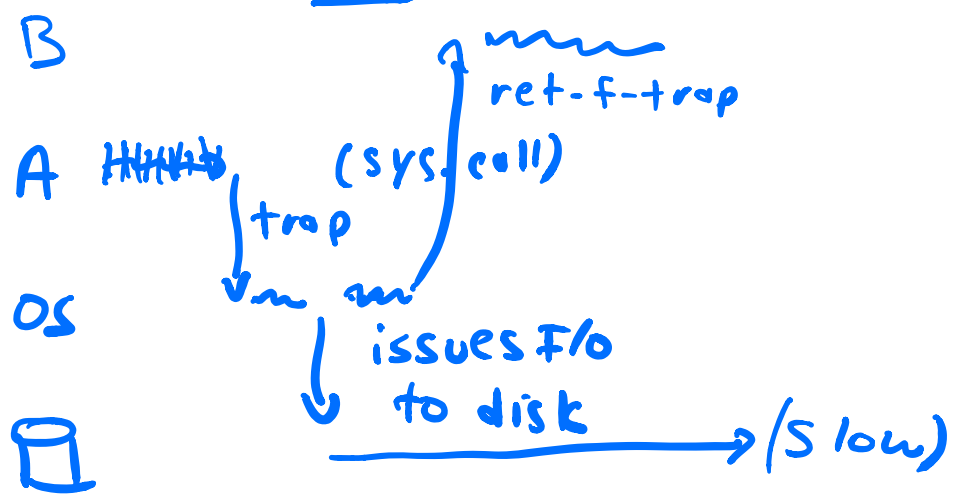 B
ret-f-trap
A (sys.call)
trap
OS
issues I/o
to disk
(slow)